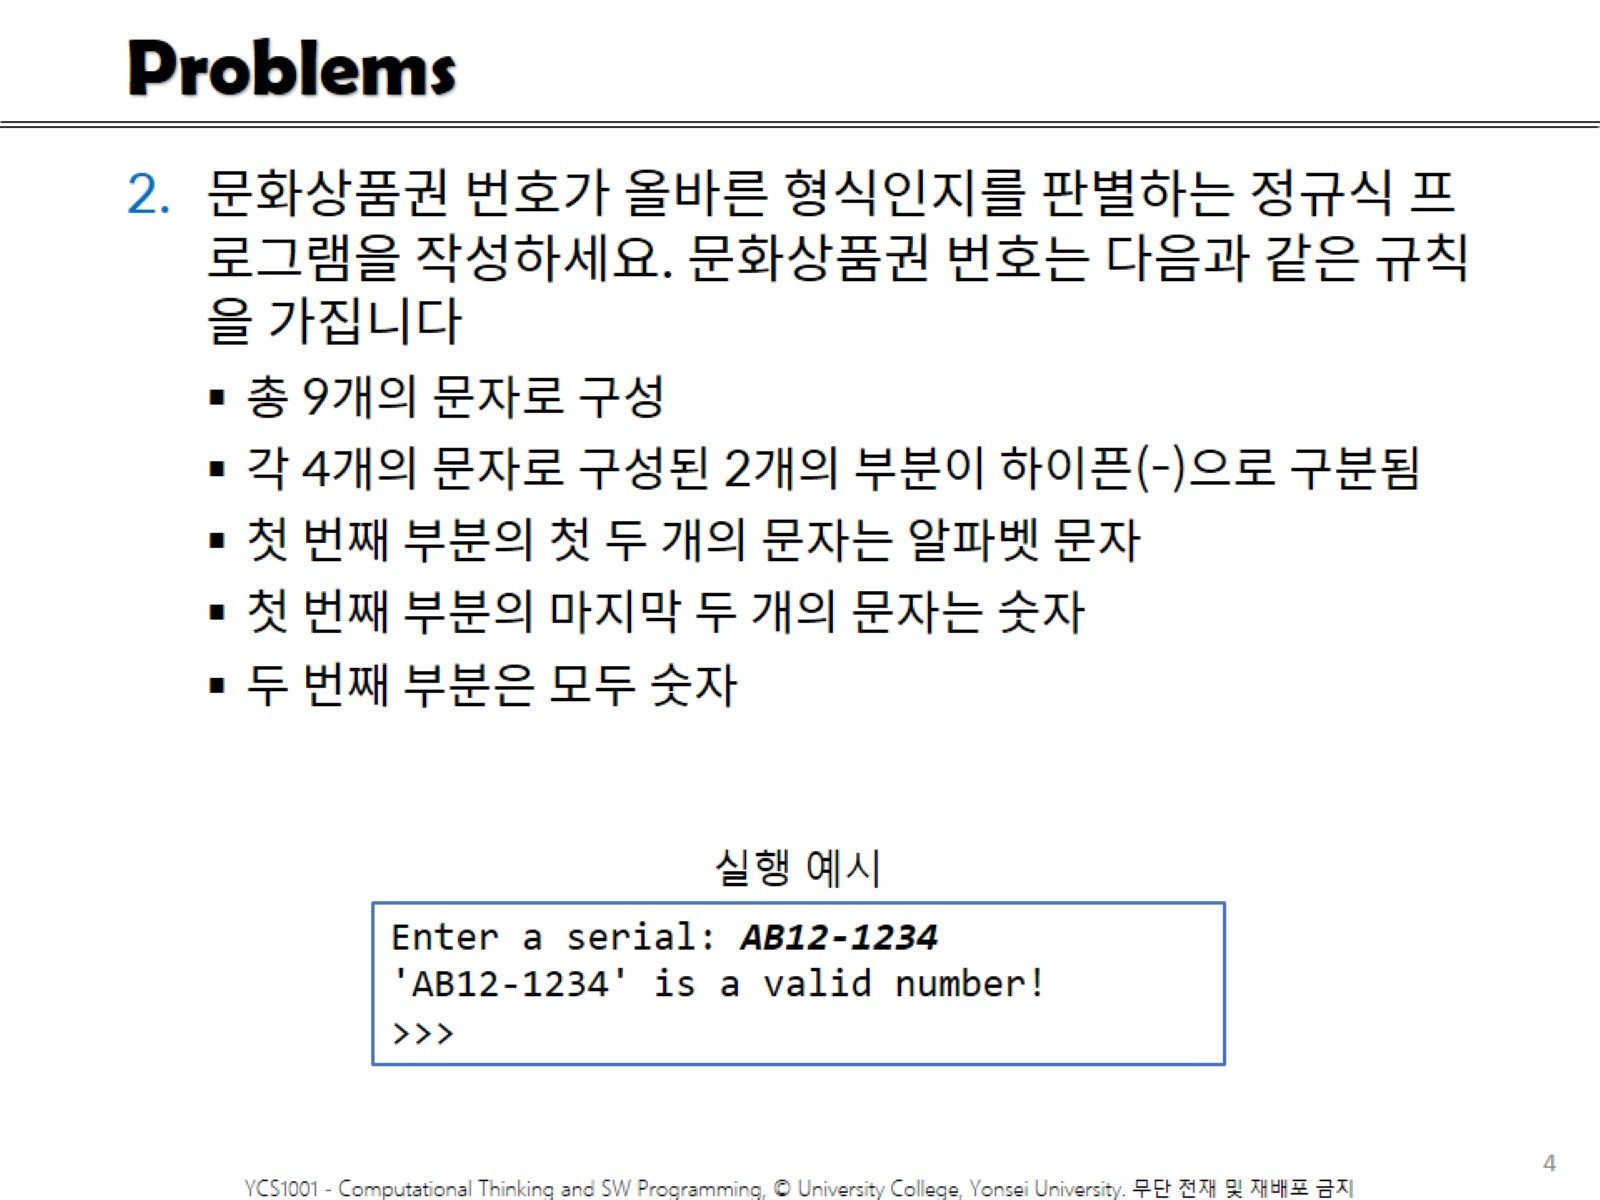 Problems
2. 문화상품권 번호가 올바른 형식인지를 판별하는 정규식 프
로그램을 작성하세요. 문화상품권 번호는 다음과 같은 규칙
을 가집니다
▪ 총 9개의 문자로 구성
▪ 각 4개의 문자로 구성된 2개의 부분이 하이픈(-)으로 구분됨
▪ 첫 번째 부분의 첫 두 개의 문자는 알파벳 문자
▪ 첫 번째 부분의 마지막 두 개의 문자는 숫자
▪ 두 번째 부분은 모두 숫자
실행 예시
Enter a serial: AB12-1234
'AB12-1234' is a valid number!
>>>
4
YCS1001 - Computational Thinking and SW Programming, © University College, Yonsei University. 무단 전재 및 재배포 금지